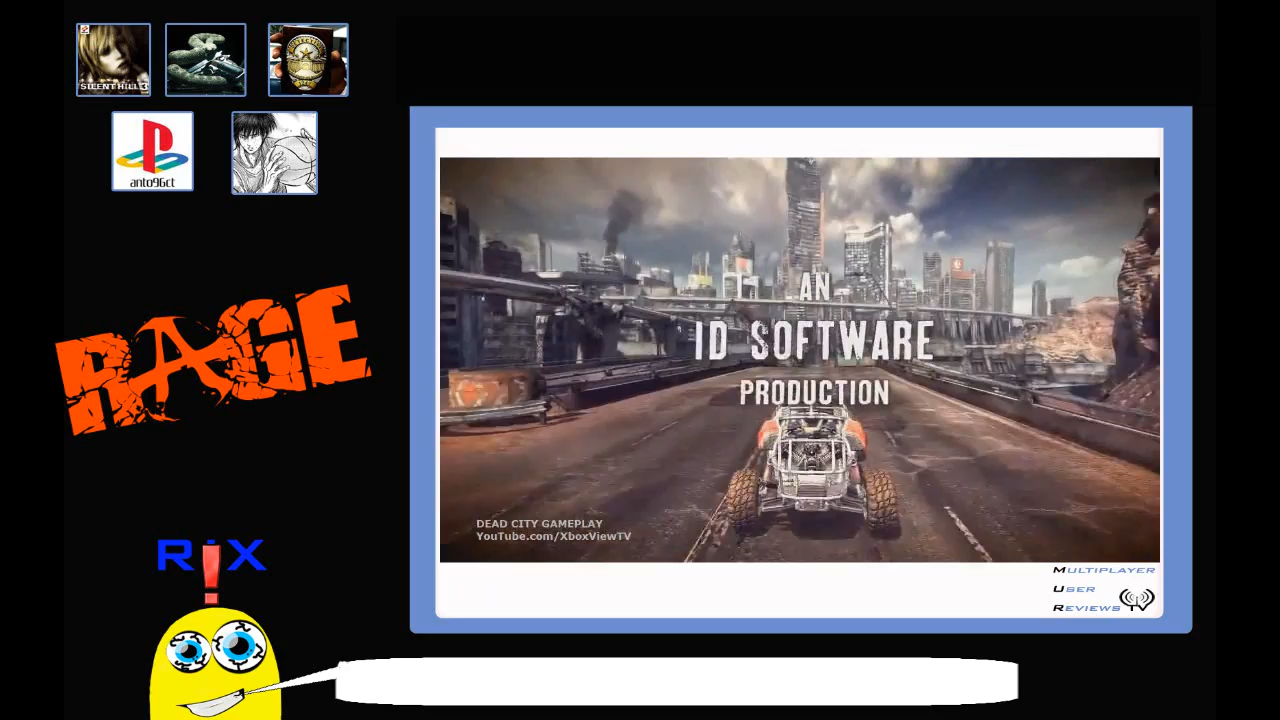 SILENT HILL 3
anto96ct
RAGE
AN
ID SOFTWARE
PRODUCTION
DEAD CITY GAMEPLAY
YouTube.com/XboxViewTV
MULTIPLAYER
USER
REVIEWS TV
R!X